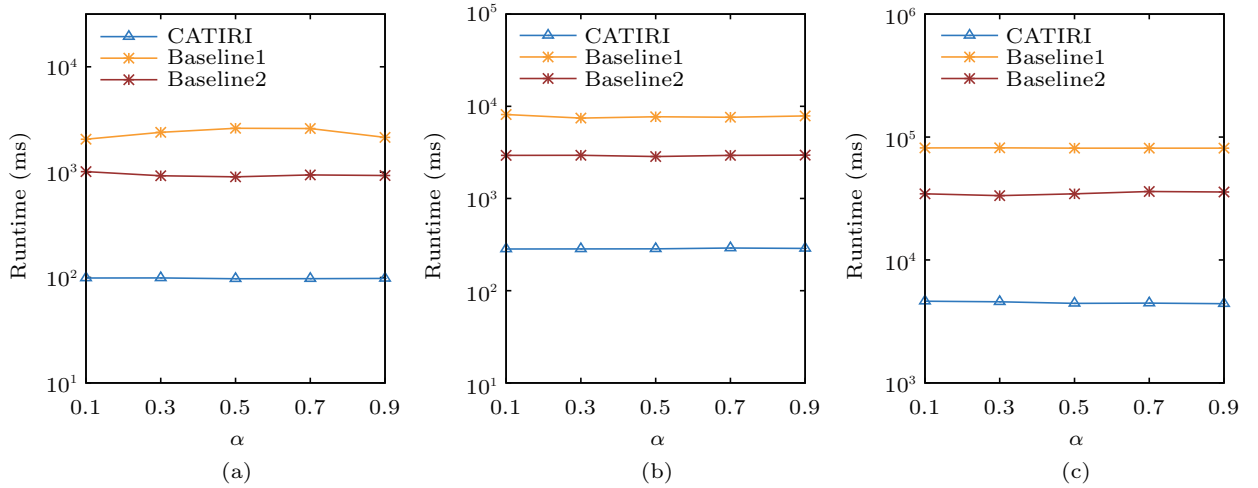 CATIRI
Baseline1
Baseline2
Runtime (ms)
10^4
10^3
10^2
10^1
0.1 0.3 0.5 0.7 0.9
α
(a)
CATIRI
Baseline1
Baseline2
Runtime (ms)
10^5
10^4
10^3
10^2
10^1
0.1 0.3 0.5 0.7 0.9
α
(b)
CATIRI
Baseline1
Baseline2
Runtime (ms)
10^6
10^5
10^4
10^3
0.1 0.3 0.5 0.7 0.9
α
(c)